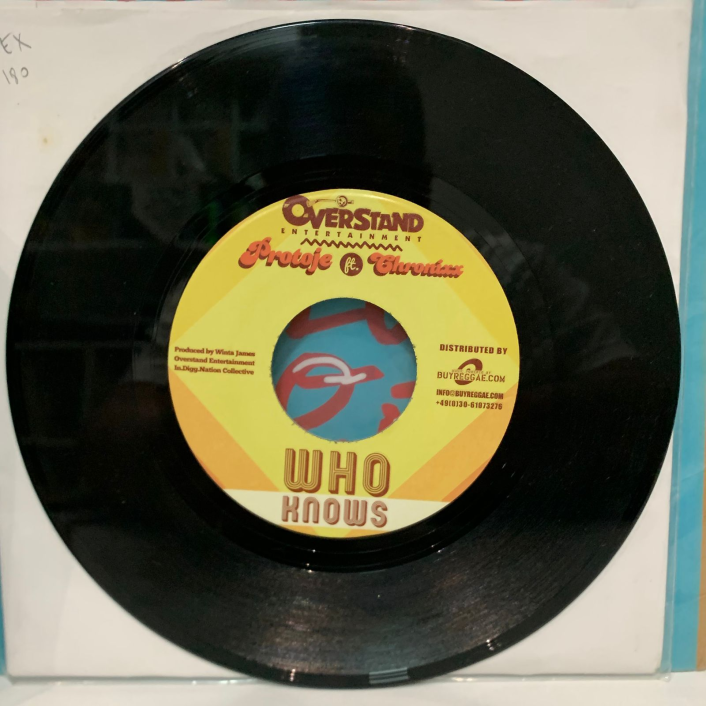 EX
190
OVERSTAND
ENTERTAINMENT
Protoje ft. Chronixx
Produced by Winta James
Overstand Entertainment
In.Digg.Nation Collective
DISTRIBUTED BY
BUYREGGAE.COM
INFO@BUYREGGAE.COM
+49(0)30-61073276
WHO
KNOWS